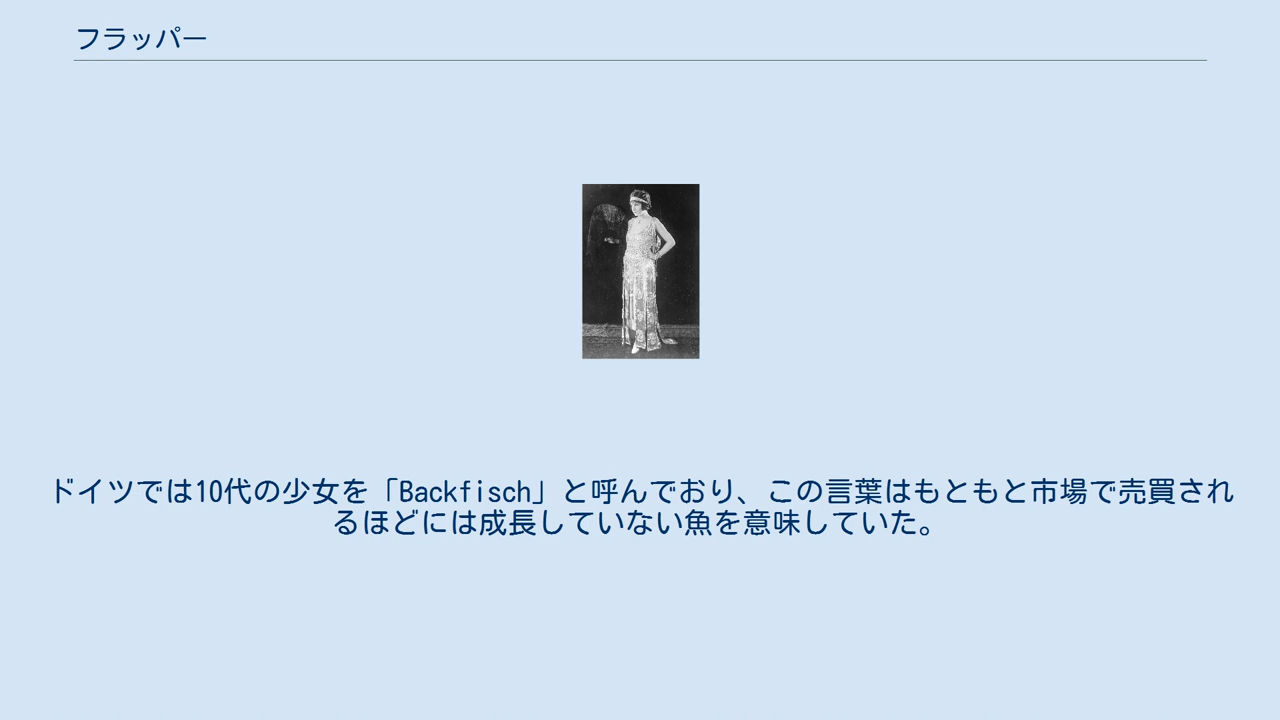 フラッパー
ドイツでは10代の少女を「Backfisch」と呼んでおり、この言葉はもともと市場で売買され
るほどには成長していない魚を意味していた。